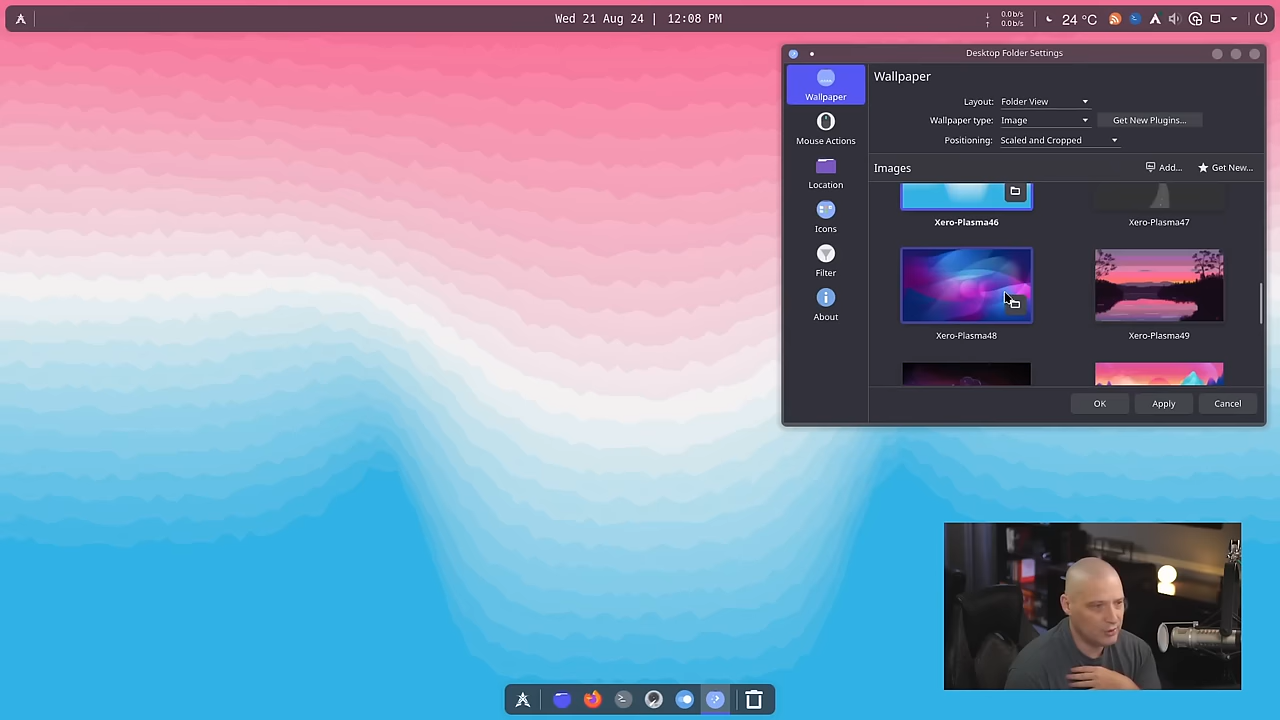 Wed 21 Aug 24 | 12:08 PM
0.0 b/s
0.0 b/s
24 °C
Desktop Folder Settings
Wallpaper
Mouse Actions
Location
Icons
Filter
About
Wallpaper
Layout: Folder View
Wallpaper type: Image Get New Plugins...
Positioning: Scaled and Cropped
Images Add... Get New...
Xero-Plasma46 Xero-Plasma47
Xero-Plasma48 Xero-Plasma49
OK Apply Cancel